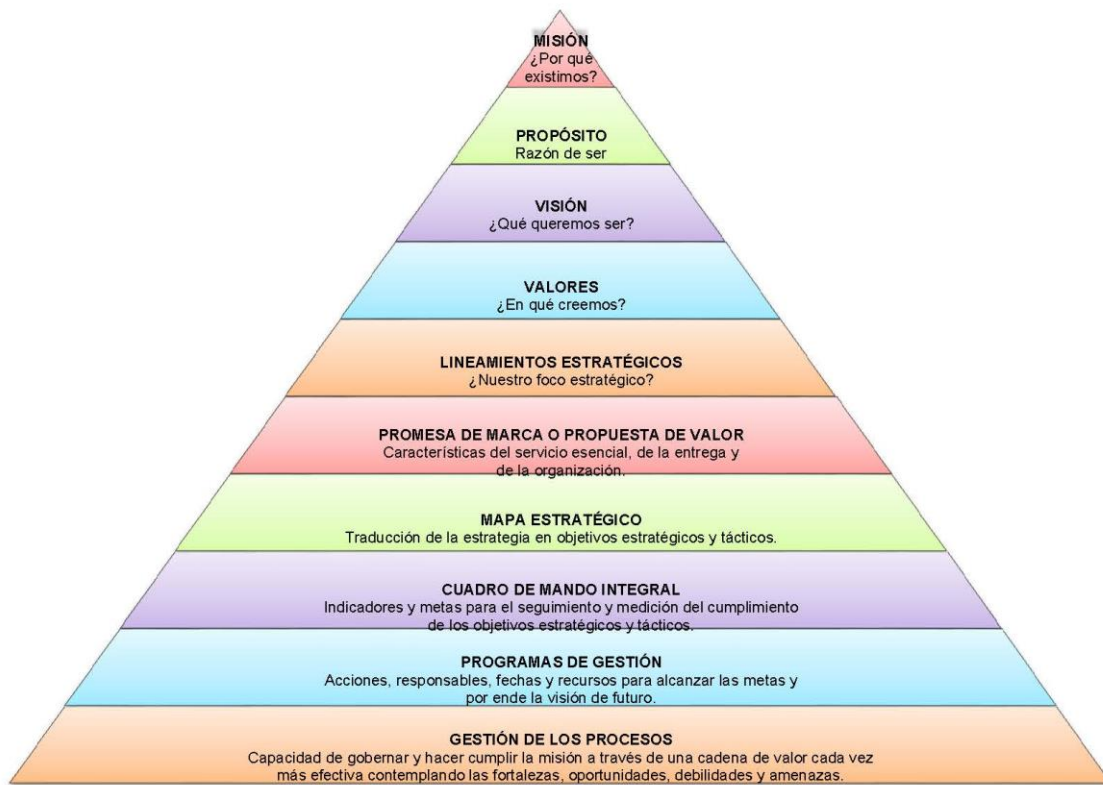 MISIÓN
¿Por qué
existimos?
PROPÓSITO
Razón de ser
VISIÓN
¿Qué queremos ser?
VALORES
¿En qué creemos?
LINEAMIENTOS ESTRATÉGICOS
¿Nuestro foco estratégico?
PROMESA DE MARCA O PROPUESTA DE VALOR
Características del servicio esencial, de la entrega y
de la organización.
MAPA ESTRATÉGICO
Traducción de la estrategia en objetivos estratégicos y tácticos.
CUADRO DE MANDO INTEGRAL
Indicadores y metas para el seguimiento y medición del cumplimiento
de los objetivos estratégicos y tácticos.
PROGRAMAS DE GESTIÓN
Acciones, responsables, fechas y recursos para alcanzar las metas y
por ende la visión de futuro.
GESTIÓN DE LOS PROCESOS
Capacidad de gobernar y hacer cumplir la misión a través de una cadena de valor cada vez
más efectiva contemplando las fortalezas, oportunidades, debilidades y amenazas.